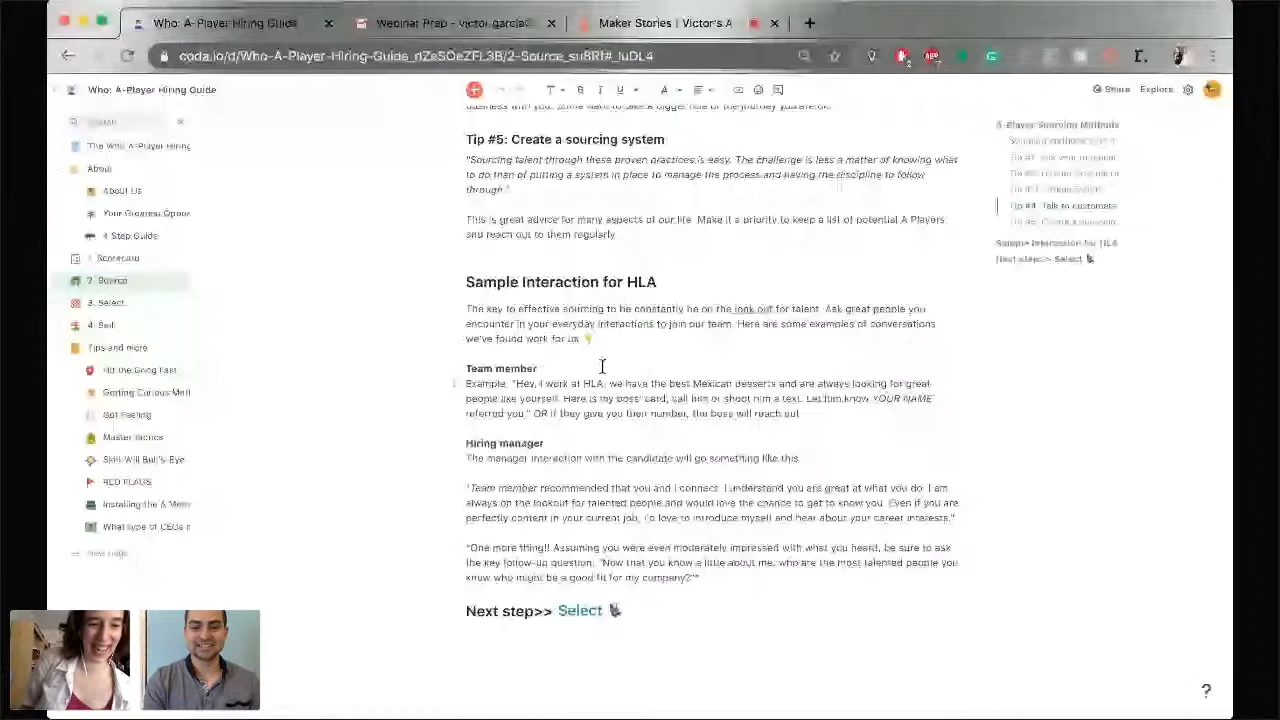 Who: A-Player Hiring Guide
Webinar Prep - victor.garcia@
Maker Stories | Victor's A
coda.io/d/Who-A-Player-Hiring-Guide_dZeSOeZFL3B/2-Source_su8Rf#_luDL4
Who: A-Player Hiring Guide
Share
Explore
Search
The Who A-Player Hiring
About
About Us
Your Greatest Oppor
4 Step Guide
1. Scorecard
2. Source
3. Select
4. Sell
Tips and more
Hit the Going Fast
Getting Curious
Gut Feeling
Master Tactics
Skill-Will Bull's-Eye
RED FLAGS
Installing the A Meth
What type of CEOs
New page
Tip #5: Create a sourcing system
"Sourcing talent through these proven practices is easy. The challenge is less a matter of knowing what
to do than of putting a system in place to manage the process and having the discipline to follow
through."
This is great advice for many aspects of our life. Make it a priority to keep a list of potential A Players,
and reach out to them regularly
Sample Interaction for HLA
The key to effective sourcing to be constantly be on the look out for talent. Ask great people you
encounter in your everyday interactions to join our team. Here are some examples of conversations
we've found work for us
Team member
Example: "Hey, I work at HLA, we have the best Mexican desserts and are always looking for great
people like yourself. Here is my boss' card, call him or shoot him a text. Let him know YOUR NAME
referred you." OR if they give you their number, the boss will reach out
Hiring manager
The manager interaction with the candidate will go something like this
"Team member recommended that you and I connect. I understand you are great at what you do. I am
always on the lookout for talented people and would love the chance to get to know you. Even if you are
perfectly content in your current job, I'd love to introduce myself and hear about your career interests."
"One more thing!! Assuming you were even moderately impressed with what you heard, be sure to ask
the key follow-up question: "Now that you know a little about me, who are the most talented people you
know who might be a good fit for my company?""
Next step>> Select
A-Player Sourcing Methods
Tip #4: Talk to customers
Tip #5: Create a sourcing
Sample Interaction for HLA
Next step>> Select
?